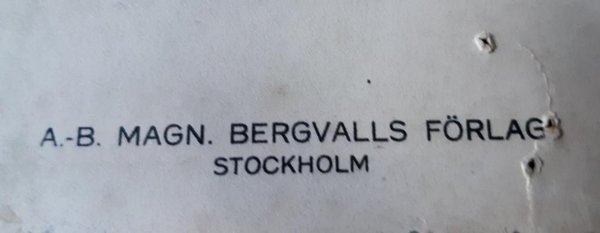 A.-B. MAGN. BERGVALLS FÖRLAG
STOCKHOLM